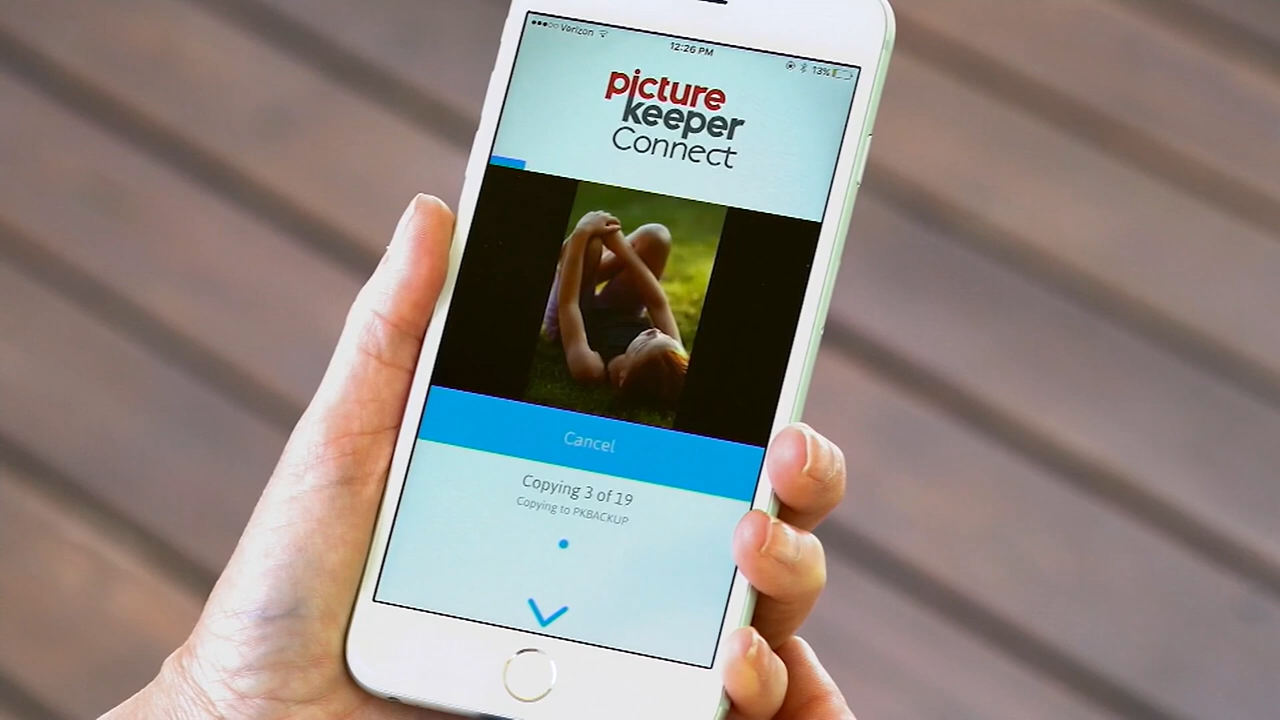 Verizon
12:26 PM
13%
picture
keeper
Connect
Cancel
Copying 3 of 19
Copying to PKBACKUP